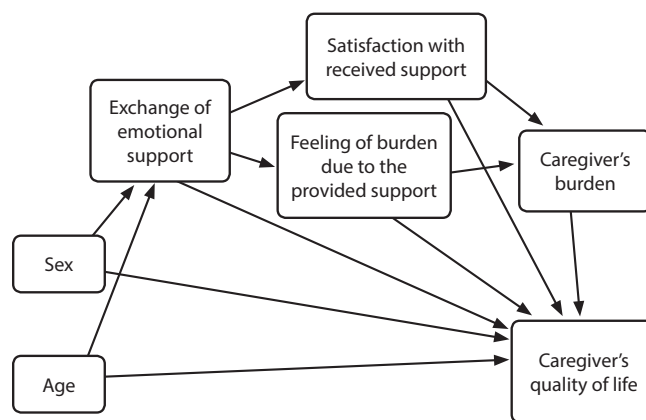 Satisfaction with
received support
Exchange of
emotional
support
Feeling of burden
due to the
provided support
Caregiver's
burden
Sex
Age
Caregiver's
quality of life